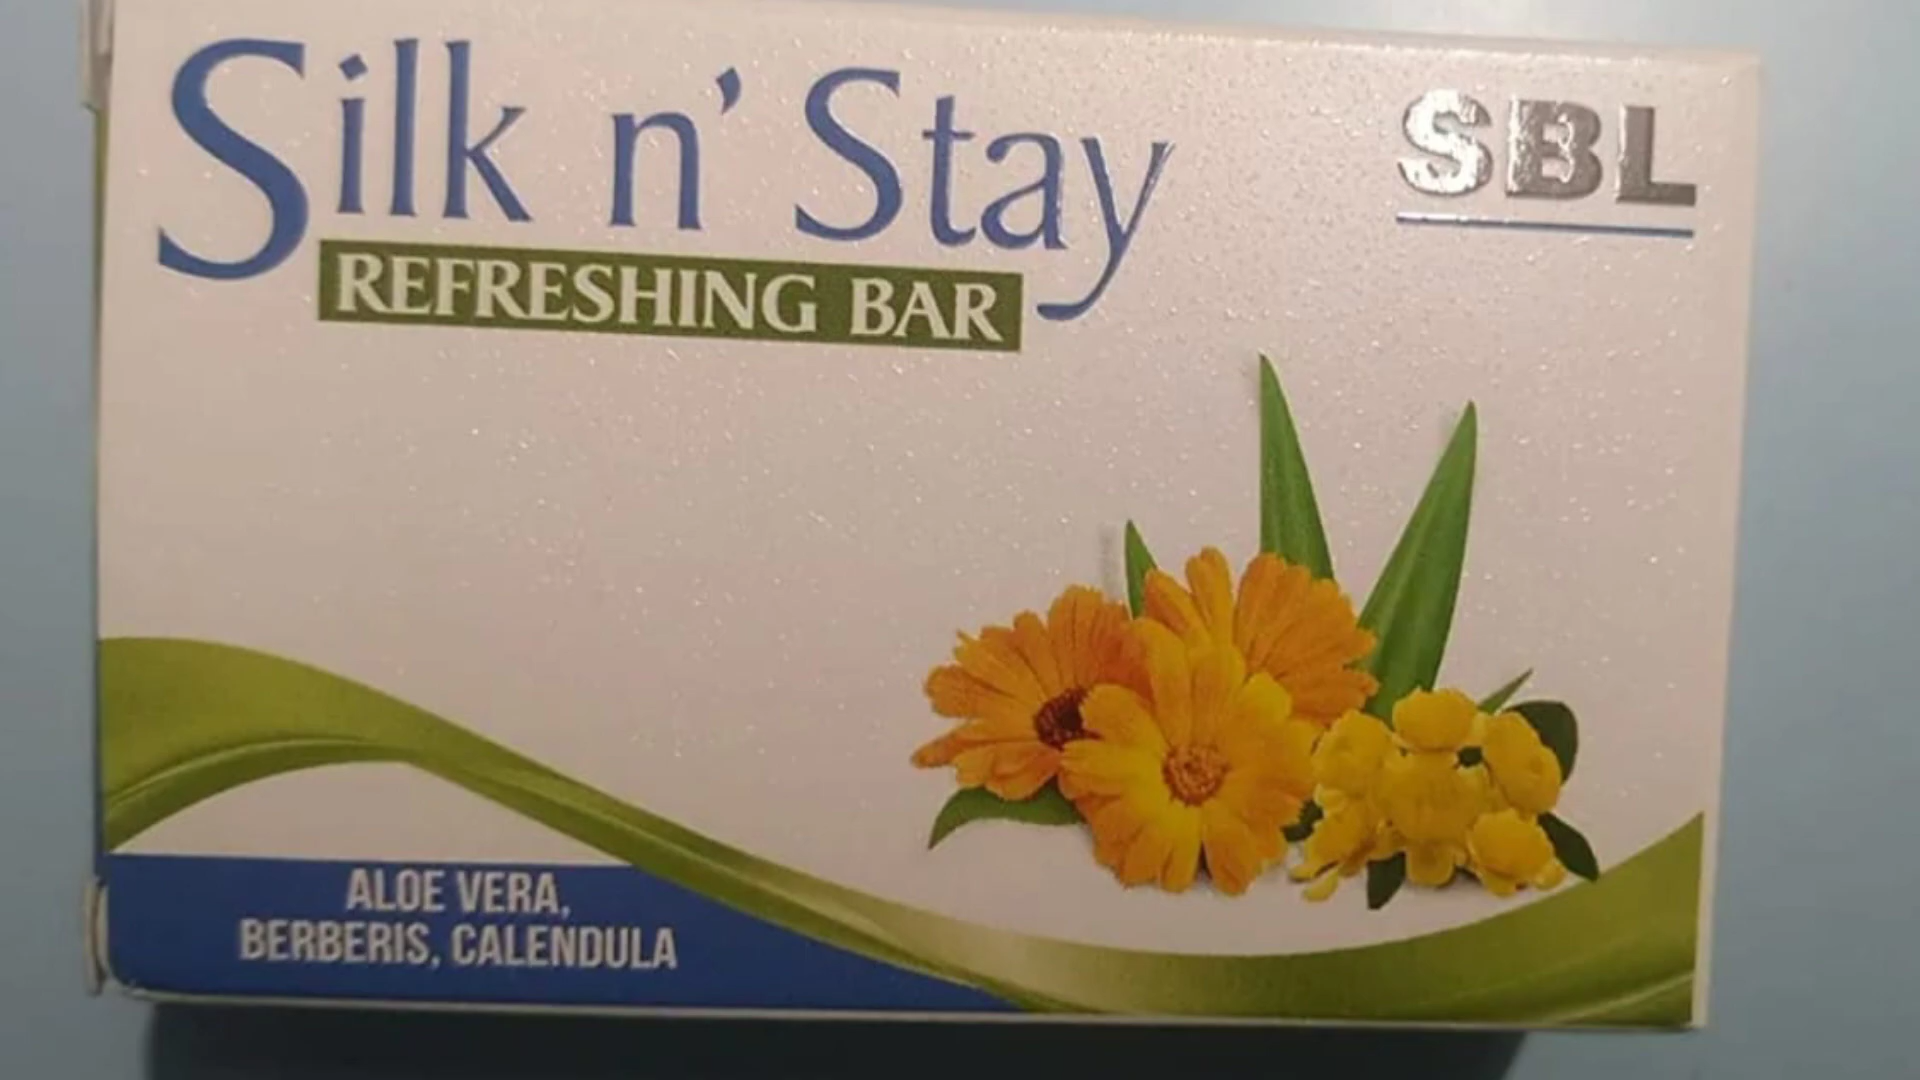 Silk n' Stay
SBL
REFRESHING BAR
ALOE VERA,
BERBERIS, CALENDULA